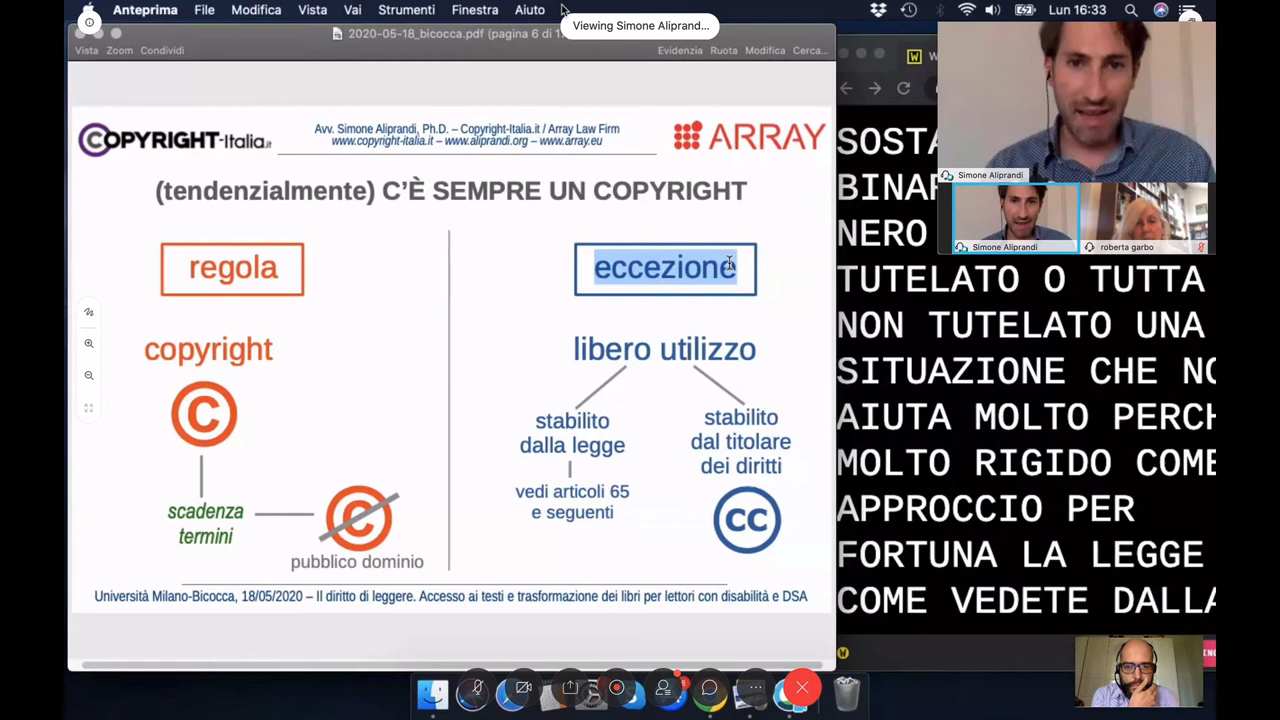 Anteprima File Modifica Vista Vai Strumenti Finestra Aiuto
Lun 16:33
Viewing Simone Aliprand...
2020-05-18_bicocca.pdf (pagina 6 di
Vista Zoom Condividi
Evidenzia Ruota Modifica Cerca...
COPYRIGHT-Italia.it
Avv. Simone Aliprandi, Ph.D. – Copyright-Italia.it / Array Law Firm
www.copyright-italia.it – www.aliprandi.org – www.array.eu
ARRAY
(tendenzialmente) C'È SEMPRE UN COPYRIGHT
regola
copyright
C
scadenza
termini
C
pubblico dominio
eccezione
libero utilizzo
stabilito
dalla legge
vedi articoli 65
e seguenti
stabilito
dal titolare
dei diritti
cc
Università Milano-Bicocca, 18/05/2020 – Il diritto di leggere. Accesso ai testi e trasformazione dei libri per lettori con disabilità e DSA
Simone Aliprandi
Simone Aliprandi
roberta garbo
SOSTA
BINAR
NERO
TUTELATO O TUTTA
NON TUTELATO UNA
SITUAZIONE CHE NO
AIUTA MOLTO PERCH
MOLTO RIGIDO COME
APPROCCIO PER
FORTUNA LA LEGGE
COME VEDETE DALLA